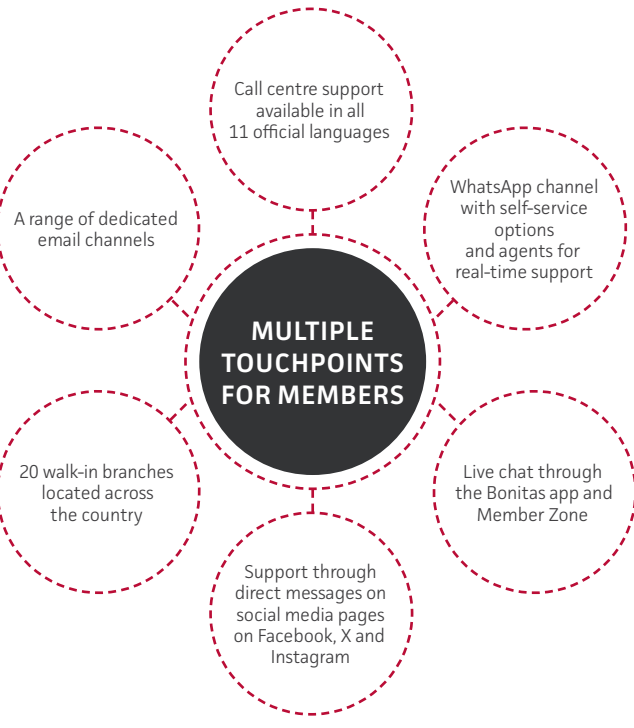 Call centre support
available in all
11 official languages
WhatsApp channel
with self-service
options
and agents for
real-time support
A range of dedicated
email channels
MULTIPLE
TOUCHPOINTS
FOR MEMBERS
20 walk-in branches
located across
the country
Live chat through
the Bonitas app and
Member Zone
Support through
direct messages on
social media pages
on Facebook, X and
Instagram